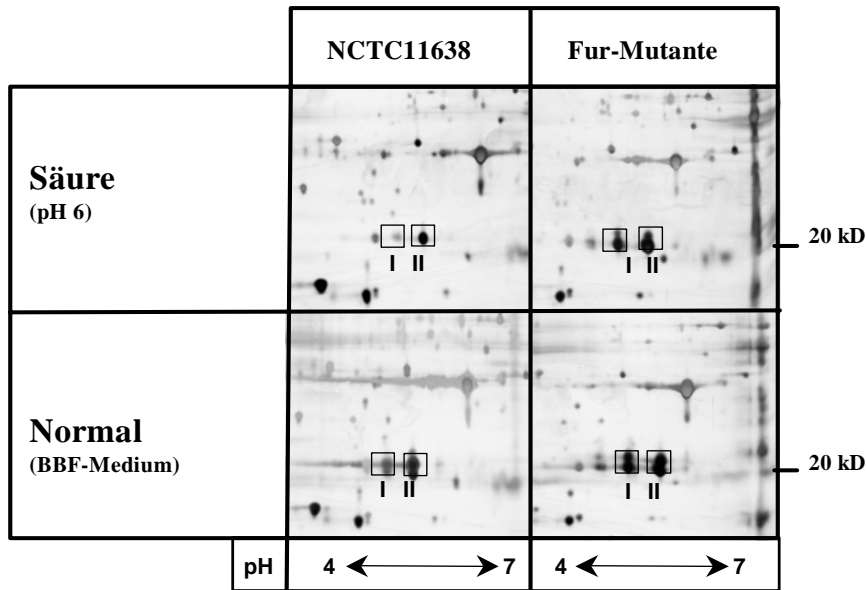 NCTC11638 Fur-Mutante
Säure
(pH 6)
I II
I II
20 kD
Normal
(BBF-Medium)
I II
I II
20 kD
pH 4 7 4 7